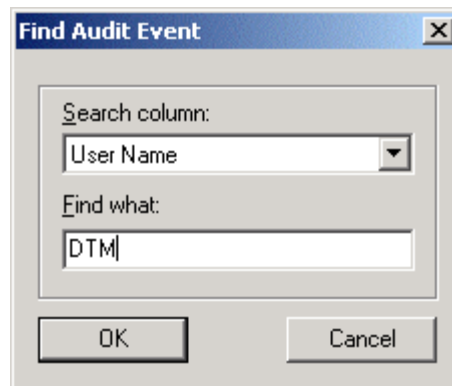 Find Audit Event
Search column:
User Name
Find what:
DTM
OK
Cancel